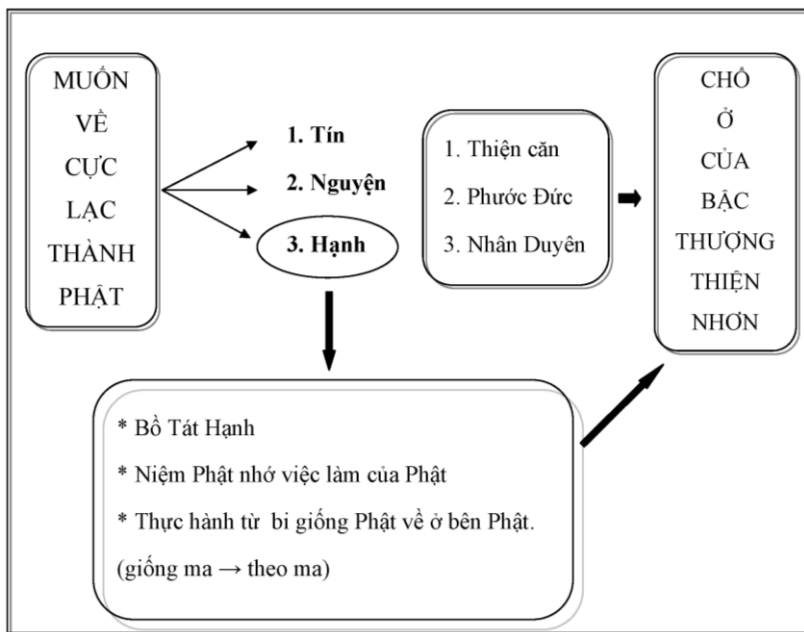 MUỐN
VỀ
CỰC
LẠC
THÀNH
PHẬT
1. Tín
2. Nguyện
3. Hạnh
1. Thiện căn
2. Phước Đức
3. Nhân Duyên
CHỖ
Ở
CỦA
BẬC
THƯỢNG
THIỆN
NHƠN
* Bồ Tát Hạnh
* Niệm Phật nhớ việc làm của Phật
* Thực hành từ bi giống Phật về ở bên Phật.
(giống ma → theo ma)